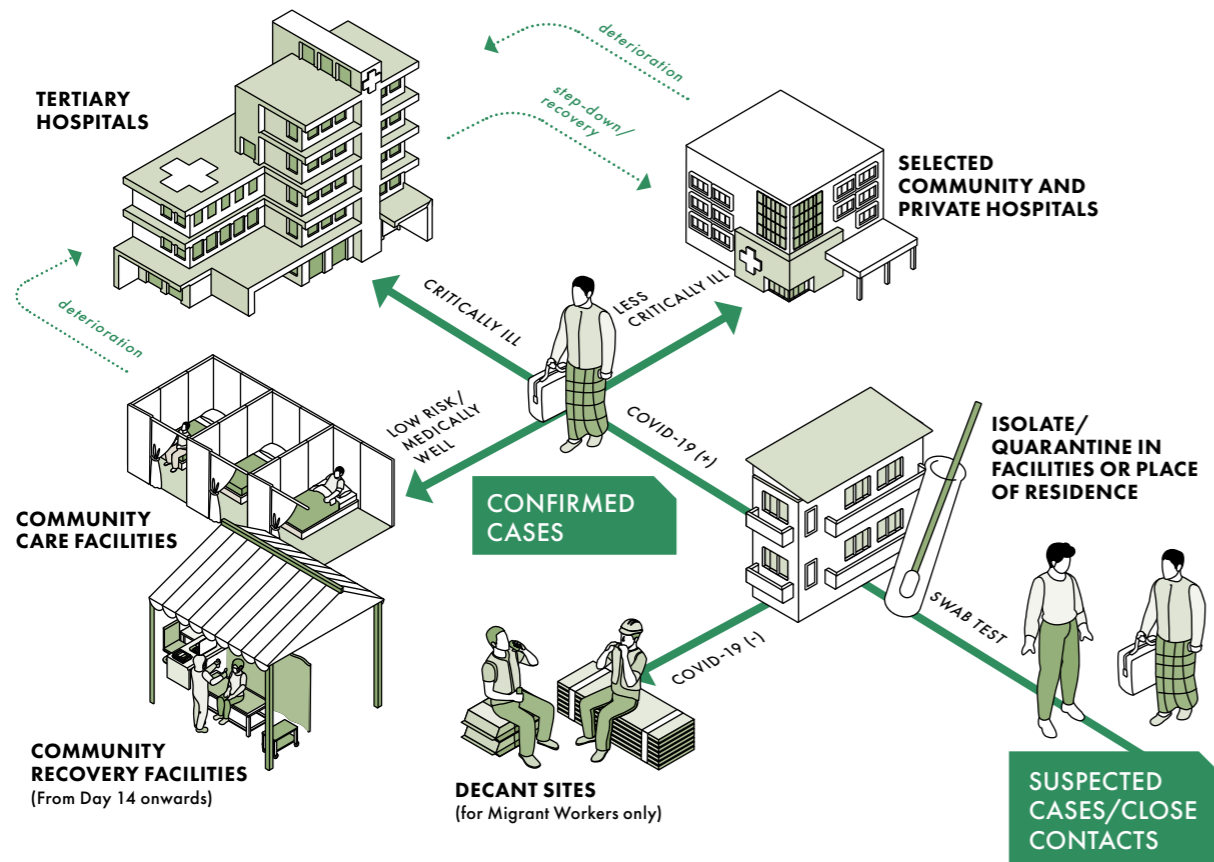 deterioration
TERTIARY
HOSPITALS
step-down/
recovery
SELECTED
COMMUNITY AND
PRIVATE HOSPITALS
deterioration
CRITICALLY ILL
LESS
CRITICALLY ILL
LOW RISK/
MEDICALLY
WELL
COVID-19 (+)
ISOLATE/
QUARANTINE IN
FACILITIES OR PLACE
OF RESIDENCE
CONFIRMED
CASES
COMMUNITY
CARE FACILITIES
SWAB TEST
COVID-19 (-)
COMMUNITY
RECOVERY FACILITIES
(From Day 14 onwards)
DECANT SITES
(for Migrant Workers only)
SUSPECTED
CASES/CLOSE
CONTACTS